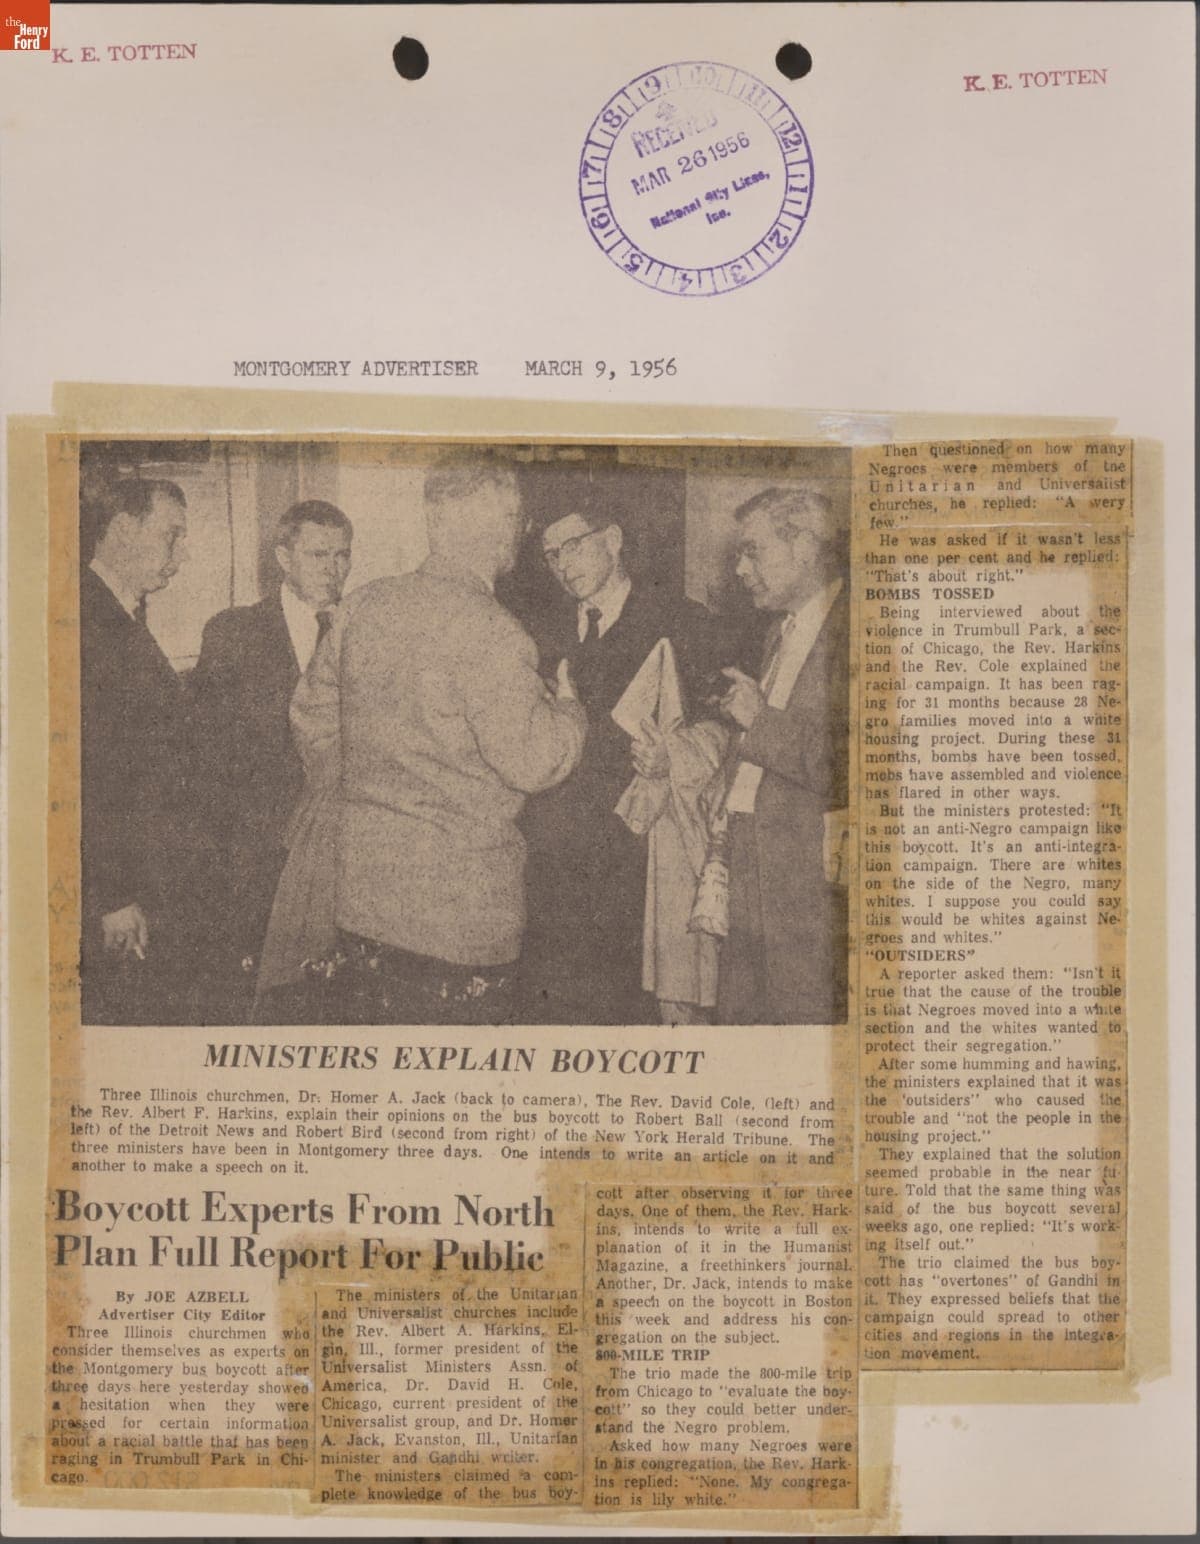 the
Henry
Ford
K. E. TOTTEN
K. E. TOTTEN
9 10 11 12 1 2 3 4 5 6 7 8
RECEIVED
MAR 26 1956
National City Lines,
Inc.
MONTGOMERY ADVERTISER MARCH 9, 1956
MINISTERS EXPLAIN BOYCOTT
Three Illinois churchmen, Dr. Homer A. Jack (back to camera), The Rev. David Cole, (left) and
the Rev. Albert F. Harkins, explain their opinions on the bus boycott to Robert Ball (second from
left) of the Detroit News and Robert Bird (second from right) of the New York Herald Tribune. The
three ministers have been in Montgomery three days. One intends to write an article on it and
another to make a speech on it.
Boycott Experts From North
Plan Full Report For Public
By JOE AZBELL
Advertiser City Editor
Three Illinois churchmen who
consider themselves as experts on
the Montgomery bus boycott after
three days here yesterday showed
a hesitation when they were
pressed for certain information
about a racial battle that has been
raging in Trumbull Park in Chi-
cago.
The ministers of the Unitarian
and Universalist churches include
the Rev. Albert A. Harkins, El-
gin, Ill., former president of the
Universalist Ministers Assn. of
America, Dr. David H. Cole,
Chicago, current president of the
Universalist group, and Dr. Homer
A. Jack, Evanston, Ill., Unitarian
minister and Gandhi writer.
The ministers claimed a com-
plete knowledge of the bus boy-
cott after observing it for three
days. One of them, the Rev. Hark-
ins, intends to write a full ex-
planation of it in the Humanist
Magazine, a freethinkers journal.
Another, Dr. Jack, intends to make
a speech on the boycott in Boston
this week and address his con-
gregation on the subject.
800-MILE TRIP
The trio made the 800-mile trip
from Chicago to "evaluate the boy-
cott" so they could better under-
stand the Negro problem.
Asked how many Negroes were
in his congregation, the Rev. Hark-
ins replied: "None. My congrega-
tion is lily white."
Then questioned on how many
Negroes were members of the
Unitarian and Universalist
churches, he replied: "A very
few."
He was asked if it wasn't less
than one per cent and he replied:
"That's about right."
BOMBS TOSSED
Being interviewed about the
violence in Trumbull Park, a sec-
tion of Chicago, the Rev. Harkins
and the Rev. Cole explained the
racial campaign. It has been rag-
ing for 31 months because 28 Ne-
gro families moved into a white
housing project. During these 31
months, bombs have been tossed,
mobs have assembled and violence
has flared in other ways.
But the ministers protested: "It
is not an anti-Negro campaign like
this boycott. It's an anti-integra-
tion campaign. There are whites
on the side of the Negro, many
whites. I suppose you could say
this would be whites against Ne-
groes and whites."
"OUTSIDERS"
A reporter asked them: "Isn't it
true that the cause of the trouble
is that Negroes moved into a white
section and the whites wanted to
protect their segregation."
After some humming and hawing,
the ministers explained that it was
the 'outsiders" who caused the
trouble and "not the people in the
housing project."
They explained that the solution
seemed probable in the near fu-
ture. Told that the same thing was
said of the bus boycott several
weeks ago, one replied: "It's work-
ing itself out."
The trio claimed the bus boy-
cott has "overtones" of Gandhi in
it. They expressed beliefs that the
campaign could spread to other
cities and regions in the integra-
tion movement.